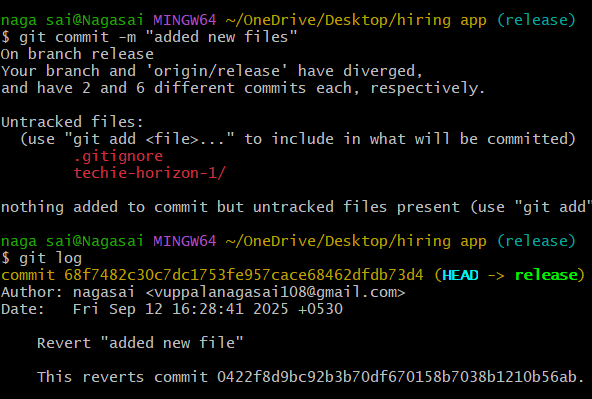 naga sai@Nagasai MINGW64 ~/OneDrive/Desktop/hiring app (release)
$ git commit -m "added new files"
On branch release
Your branch and 'origin/release' have diverged,
and have 2 and 6 different commits each, respectively.
Untracked files:
  (use "git add <file>..." to include in what will be committed)
        .gitignore
        techie-horizon-1/
nothing added to commit but untracked files present (use "git add"
naga sai@Nagasai MINGW64 ~/OneDrive/Desktop/hiring app (release)
$ git log
commit 68f7482c30c7dc1753fe957cace68462dfdb73d4 (HEAD -> release)
Author: nagasai <vuppalanagasai108@gmail.com>
Date:   Fri Sep 12 16:28:41 2025 +0530
    Revert "added new file"
    This reverts commit 0422f8d9bc92b3b70df670158b7038b1210b56ab.